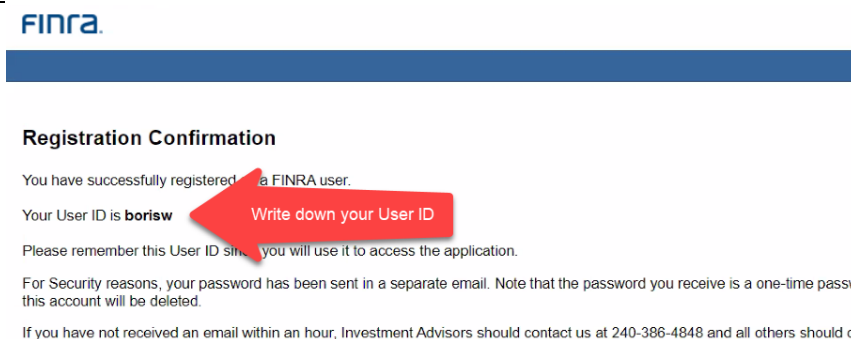 FINra.
Registration Confirmation
You have successfully registered a FINRA user.
Your User ID is borisw
Write down your User ID
Please remember this User ID you will use it to access the application.
For Security reasons, your password has been sent in a separate email. Note that the password you receive is a one-time
this account will be deleted.
If you have not received an email within an hour, Investment Advisors should contact us at 240-386-4848 and all others should